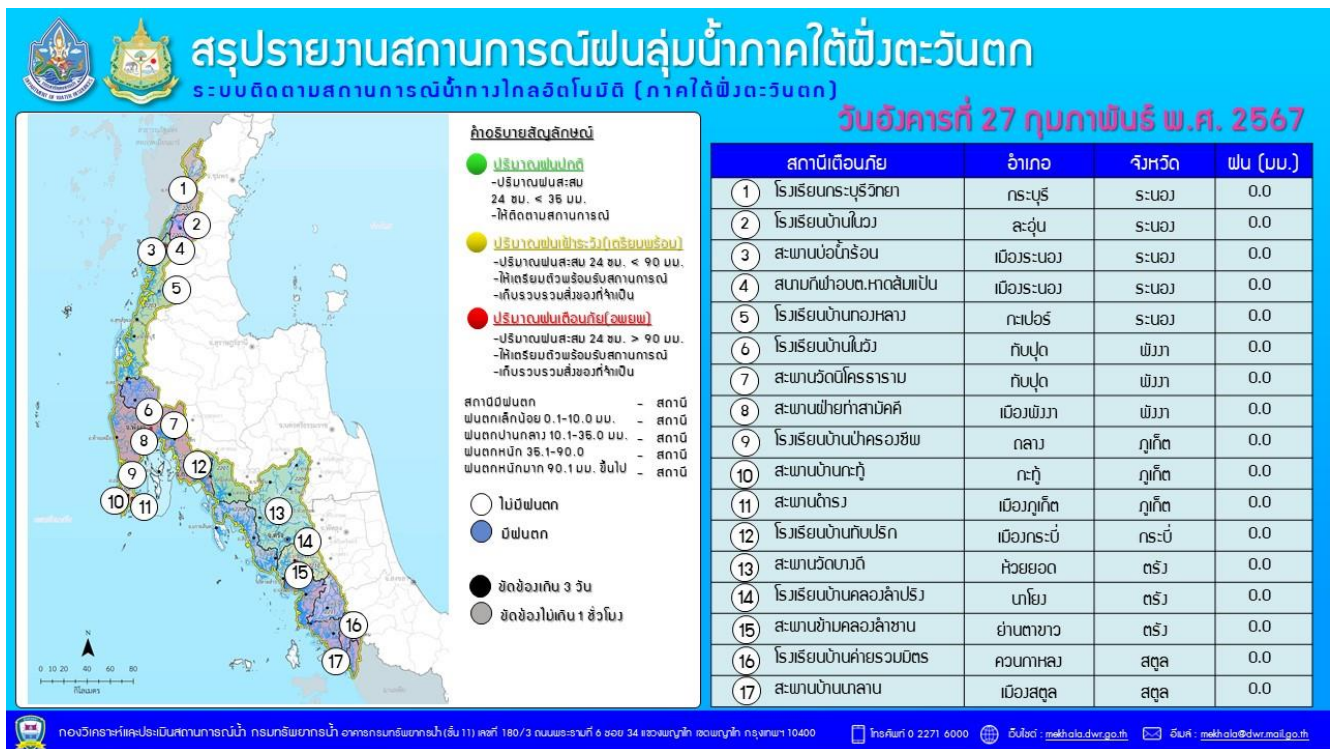 สรุปรายงานสถานการณ์ฝนลุ่มน้ำภาคใต้ฝั่งตะวันตก
ระบบติดตามสถานการณ์น้ำทางไกลอัตโนมัติ (ภาคใต้ฝั่งตะวันตก)
วันอังคารที่ 27 กุมภาพันธ์ พ.ศ. 2567
1
2
3 4
5
6
7
8
9
10 11
12
13
14
15
16
17
N
0 10 20 40 60 80
กิโลเมตร
คำอธิบายสัญลักษณ์
ปริมาณฝนปกติ
-ปริมาณฝนสะสม
24 ชม. < 35 มม.
-ให้ติดตามสถานการณ์
ปริมาณฝนเฝ้าระวัง(เตรียมพร้อม)
-ปริมาณฝนสะสม 24 ชม. < 90 มม.
-ให้เตรียมตัวพร้อมรับสถานการณ์
-เก็บรวบรวมสิ่งของที่จำเป็น
ปริมาณฝนเตือนภัย(อพยพ)
-ปริมาณฝนสะสม 24 ชม. > 90 มม.
-ให้เตรียมตัวพร้อมรับสถานการณ์
-เก็บรวบรวมสิ่งของที่จำเป็น
สถานีมีฝนตก - สถานี
ฝนตกเล็กน้อย 0.1-10.0 มม. - สถานี
ฝนตกปานกลาง 10.1-35.0 มม. - สถานี
ฝนตกหนัก 35.1-90.0 - สถานี
ฝนตกหนักมาก 90.1 มม. ขึ้นไป - สถานี
ไม่มีฝนตก
มีฝนตก
ขัดข้องเกิน 3 วัน
ขัดข้องไม่เกิน 1 ชั่วโมง
สถานีเตือนภัย อำเภอ จังหวัด ฝน (มม.)
1 โรงเรียนกระบุรีวิทยา กระบุรี ระนอง 0.0
2 โรงเรียนบ้านในวง ละอุ่น ระนอง 0.0
3 สะพานบ่อน้ำร้อน เมืองระนอง ระนอง 0.0
4 สนามกีฬาอบต.หาดส้มแป้น เมืองระนอง ระนอง 0.0
5 โรงเรียนบ้านทองหลาง กะเปอร์ ระนอง 0.0
6 โรงเรียนบ้านในวัง ทับปุด พังงา 0.0
7 สะพานวัดนิโครธาราม ทับปุด พังงา 0.0
8 สะพานฝ่ายท่าสามัคคี เมืองพังงา พังงา 0.0
9 โรงเรียนบ้านป่าครองชีพ ถลาง ภูเก็ต 0.0
10 สะพานบ้านกะทู้ กะทู้ ภูเก็ต 0.0
11 สะพานดำรง เมืองภูเก็ต ภูเก็ต 0.0
12 โรงเรียนบ้านทับปริก เมืองกระบี่ กระบี่ 0.0
13 สะพานวัดบางดี ห้วยยอด ตรัง 0.0
14 โรงเรียนบ้านคลองลำปริง นาโยง ตรัง 0.0
15 สะพานข้ามคลองลำชาน ย่านตาขาว ตรัง 0.0
16 โรงเรียนบ้านค่ายรวมมิตร ควนกาหลง สตูล 0.0
17 สะพานบ้านนาลาน เมืองสตูล สตูล 0.0
กองวิเคราะห์และประเมินสถานการณ์น้ำ กรมทรัพยากรน้ำ อาคารกรมทรัพยากรน้ำ (ชั้น 11) เลขที่ 180/3 ถนนพระรามที่ 6 ซอย 34 แขวงพญาไท เขตพญาไท กรุงเทพฯ 10400 โทรศัพท์ 0 2271 6000 เว็บไซต์ : mekhala.dwr.go.th อีเมล์ : mekhala@dwr.mail.go.th